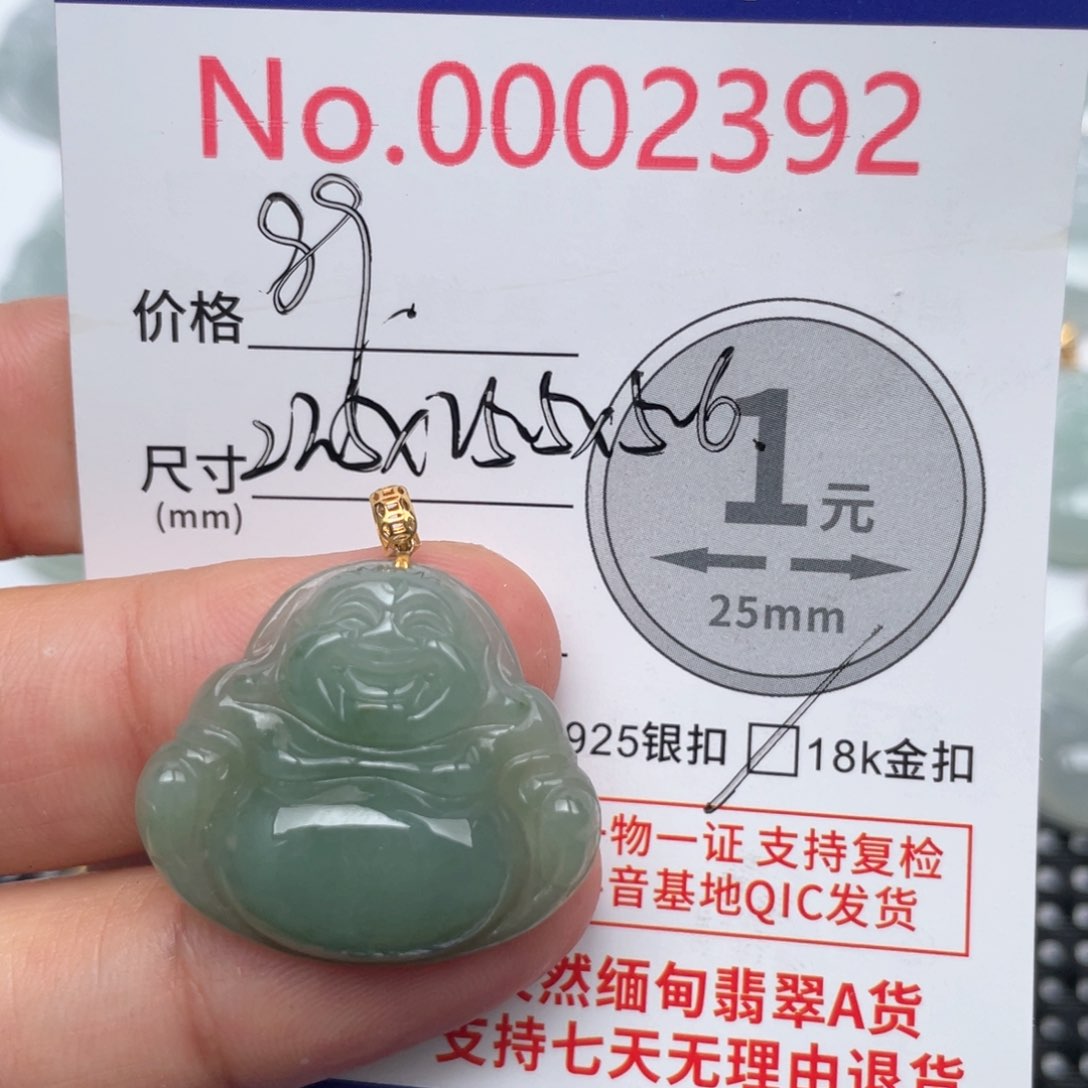 No.0002392
价格 89.
尺寸
(mm)
1元
25mm
925银扣 18k金扣
物一证 支持复检
音基地QIC发货
然缅甸翡翠A货
支持七天无理由退货